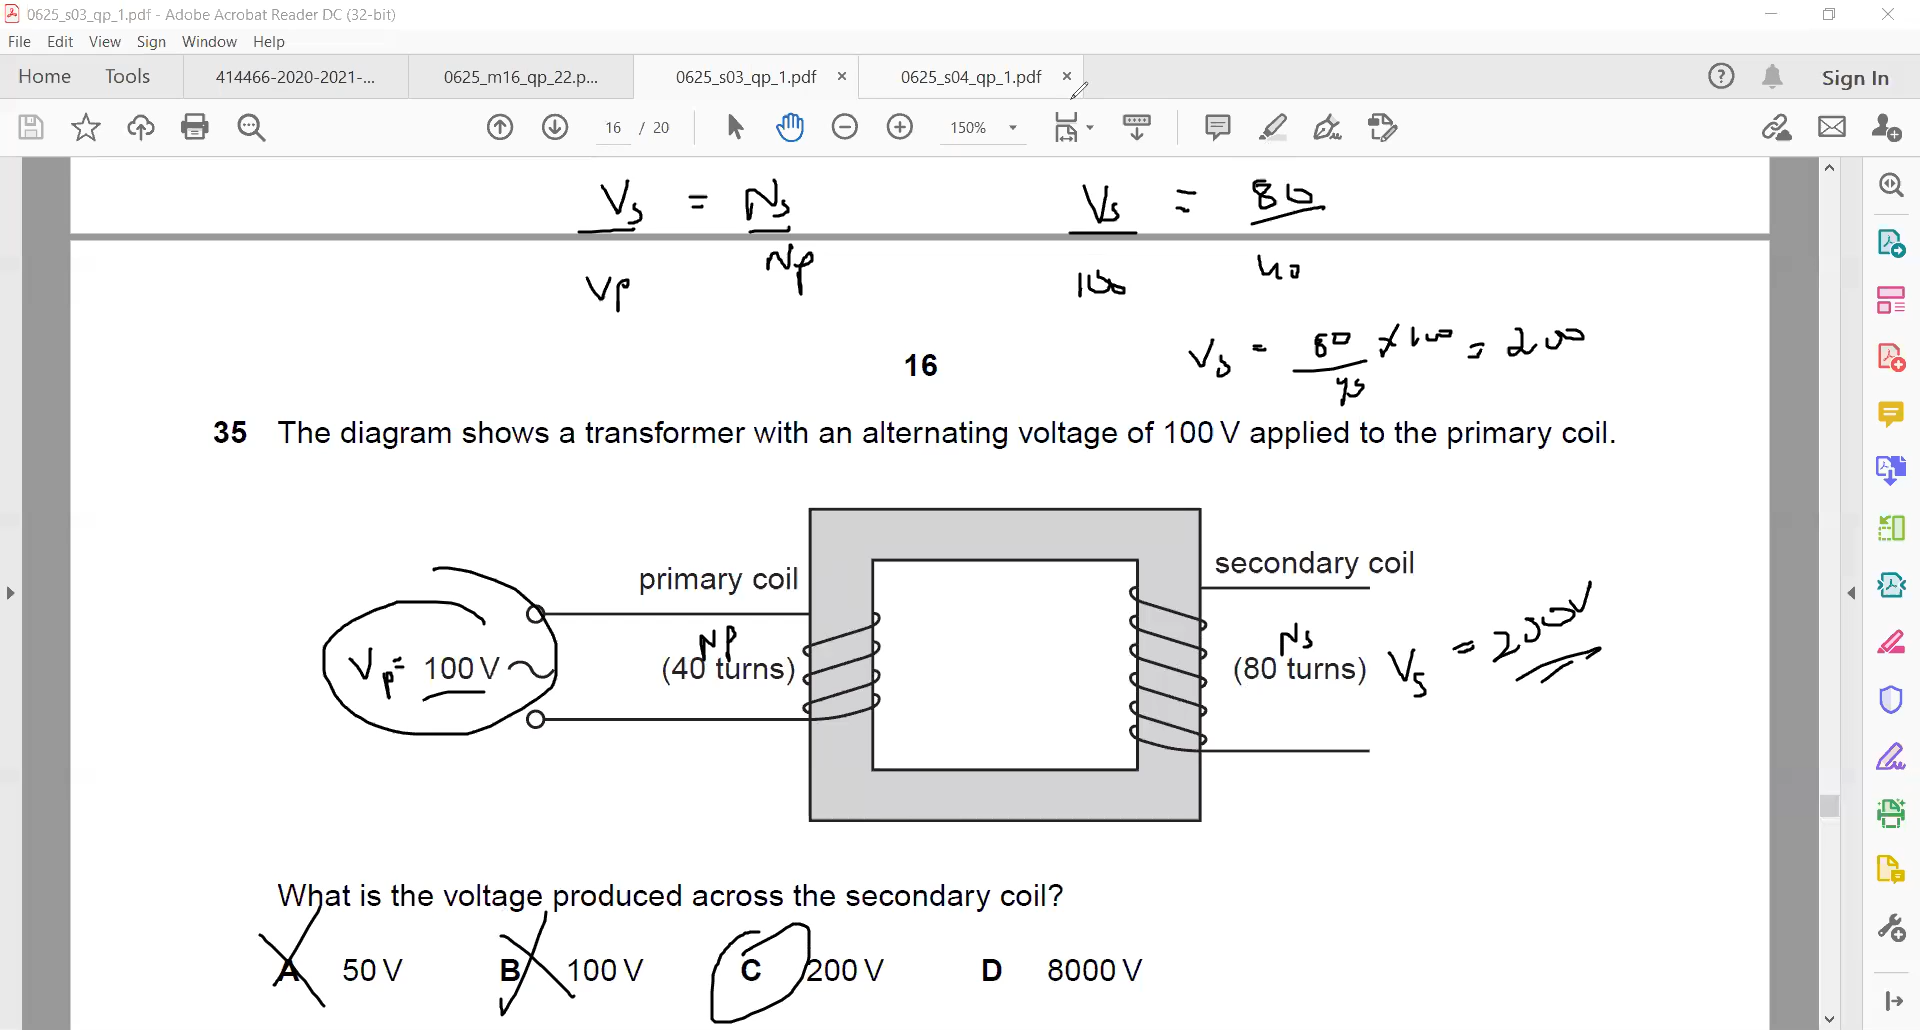 0625_s03_qp_1.pdf - Adobe Acrobat Reader DC (32-bit)
File Edit View Sign Window Help
Home Tools 414466-2020-2021-... 0625_m16_qp_22.p... 0625_s03_qp_1.pdf × 0625_s04_qp_1.pdf × Sign In
16 / 20 150%
Vs = Ns Vs = 80
Vp Np 100 40
Vs = 80 × 100 = 200
16
35 The diagram shows a transformer with an alternating voltage of 100 V applied to the primary coil.
primary coil
secondary coil
Np
Ns
Vp = 100 V
(40 turns)
(80 turns)
Vs = 200V
What is the voltage produced across the secondary coil?
A 50 V B 100 V C 200 V D 8000 V